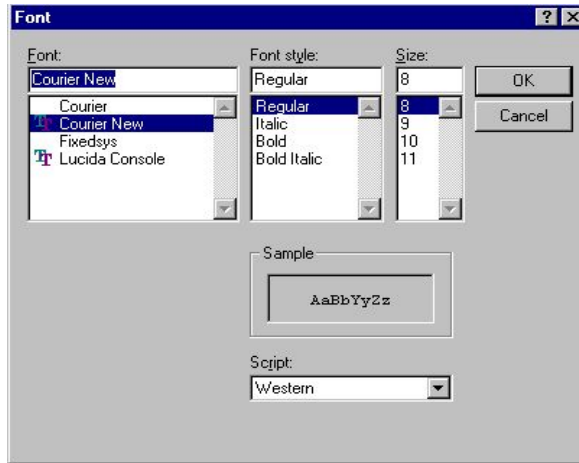 Font
Font:
Font style:
Size:
Courier New
Regular
8
OK
Courier
Courier New
Fixedsys
Lucida Console
Regular
Italic
Bold
Bold Italic
8
9
10
11
Cancel
Sample
AaBbYyZz
Script:
Western